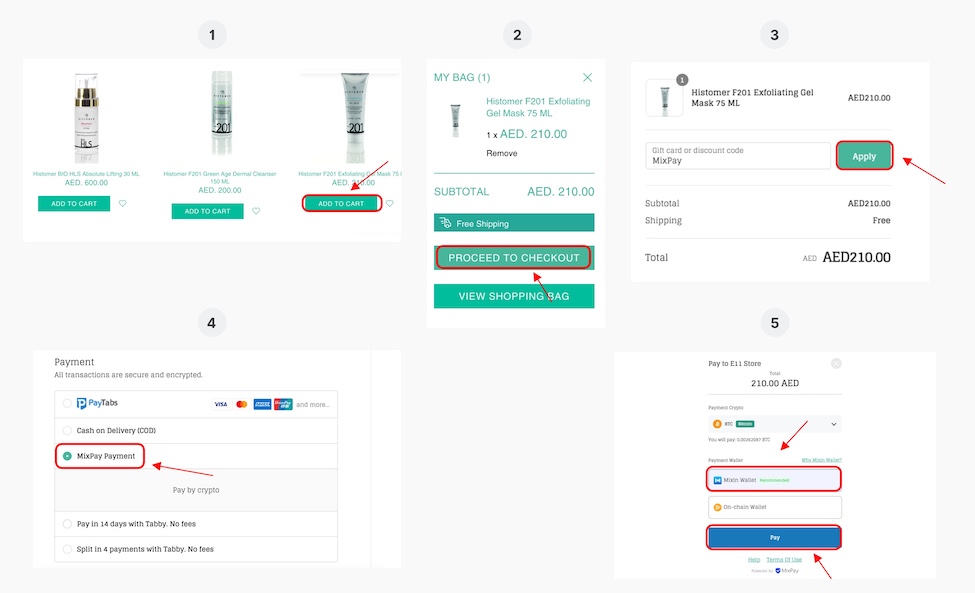 1
Histomer BIO HLS Absolute Lifting 30 ML
AED. 600.00
ADD TO CART
Histomer F201 Green Age Dermal Cleanser
150 ML
AED. 200.00
ADD TO CART
Histomer F201 Exfoliating Gel Mask 75
AED. 210.00
ADD TO CART
2
MY BAG (1)
Histomer F201 Exfoliating
Gel Mask 75 ML
1 x AED. 210.00
Remove
SUBTOTAL AED. 210.00
Free Shipping
PROCEED TO CHECKOUT
VIEW SHOPPING BAG
3
1
Histomer F201 Exfoliating Gel
Mask 75 ML
AED210.00
Gift card or discount code
MixPay
Apply
Subtotal AED210.00
Shipping Free
Total AED AED210.00
4
Payment
All transactions are secure and encrypted.
PayTabs VISA and more...
Cash on Delivery (COD)
MixPay Payment
Pay by crypto
Pay in 14 days with Tabby. No fees
Split in 4 payments with Tabby. No fees
5
Pay to E11 Store
Total
210.00 AED
Payment Crypto
BTC Bitcoin
You will pay: BTC
Payment Wallet Why Mixin Wallet?
Mixin Wallet Recommended
On-chain Wallet
Pay
Help Terms Of Use
Powered by MixPay